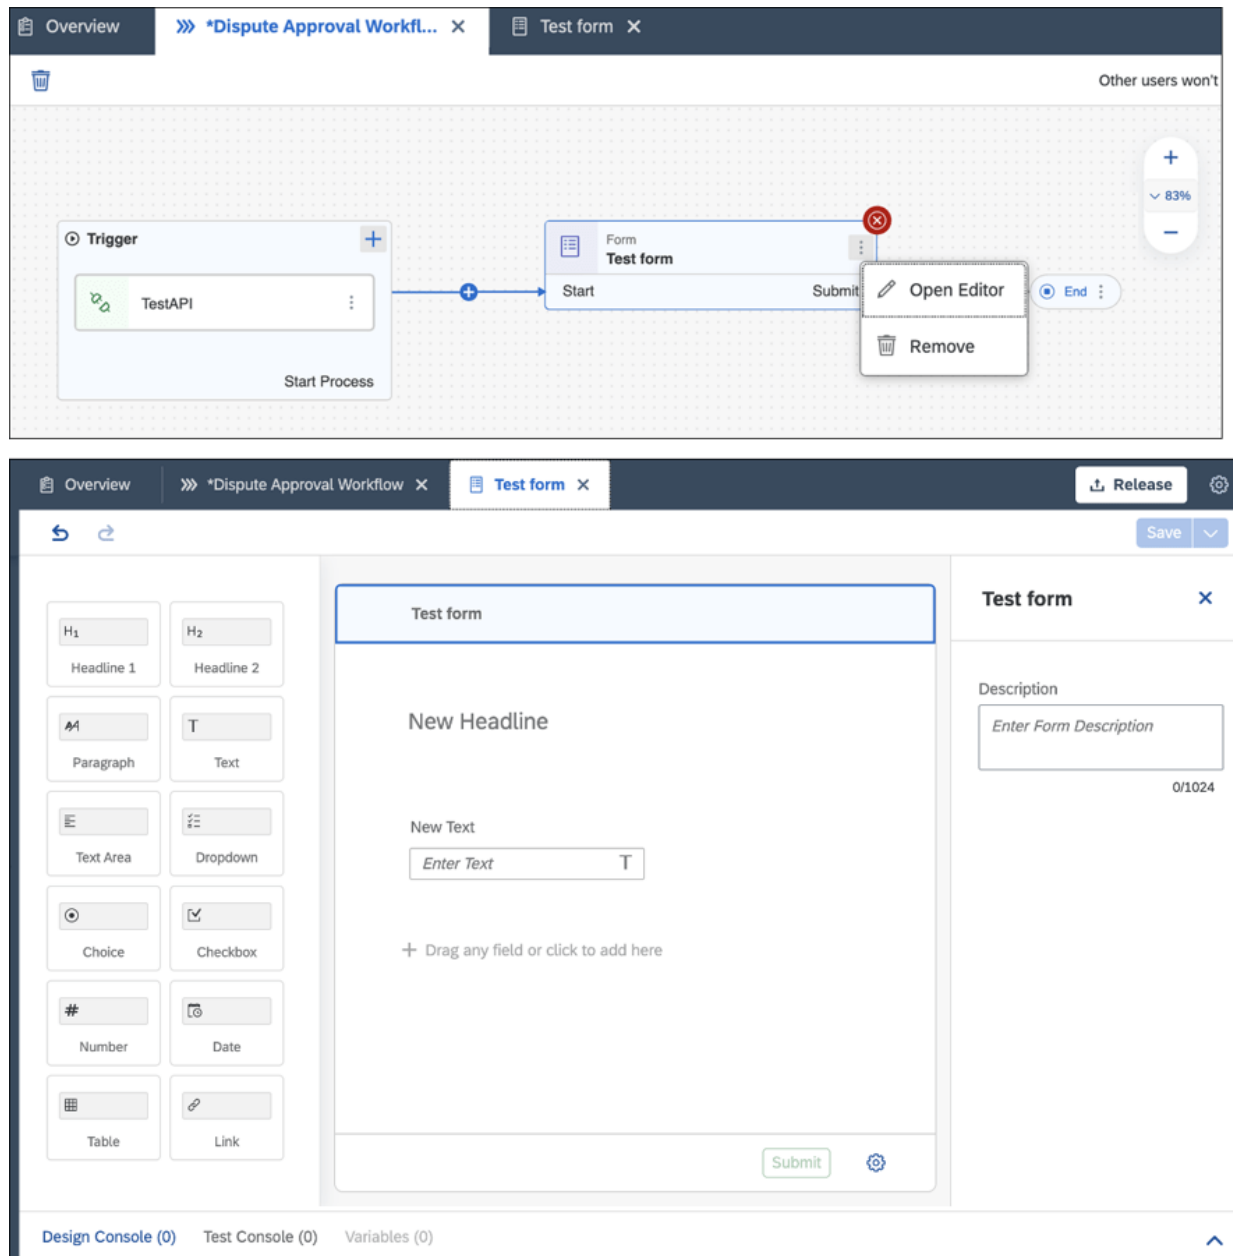 Overview
*Dispute Approval Workfl...
Test form
Other users won't
83%
Trigger
TestAPI
Start Process
Form
Test form
Start
Submit
Open Editor
Remove
End
Overview
*Dispute Approval Workflow
Test form
Release
Save
H1
Headline 1
H2
Headline 2
Paragraph
T
Text
Text Area
Dropdown
Choice
Checkbox
#
Number
Date
Table
Link
Test form
New Headline
New Text
Enter Text T
+ Drag any field or click to add here
Submit
Test form
Description
Enter Form Description
0/1024
Design Console (0) Test Console (0) Variables (0)